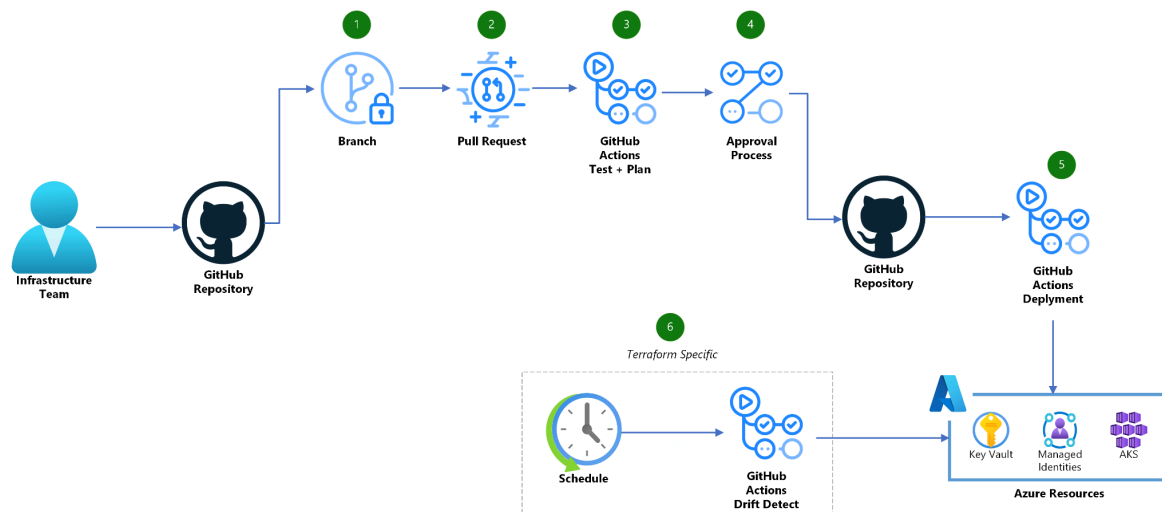 1
2
3
4
Branch
Pull Request
GitHub
Actions
Test + Plan
Approval
Process
5
Infrastructure
Team
GitHub
Repository
GitHub
Repository
GitHub
Actions
Deplyment
6
Terraform Specific
Schedule
GitHub
Actions
Drift Detect
Key Vault
Managed
Identities
AKS
Azure Resources